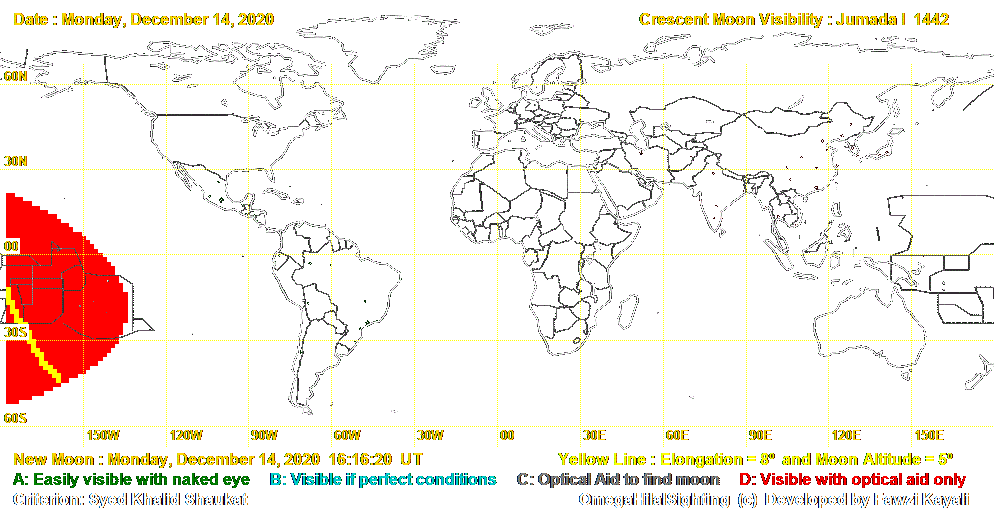 Date : Monday, December 14, 2020 Crescent Moon Visibility : Jumada I 1442
60N
30N
00
30S
60S
150W 120W 90W 60W 30W 00 30E 60E 90E 120E 150E
New Moon : Monday, December 14, 2020 16:16:20 UT Yellow Line : Elongation = 8º and Moon Altitude = 5º
A: Easily visible with naked eye B: Visible if perfect conditions C: Optical Aid to find moon D: Visible with optical aid only
Criterion: Syed Khalid Shaukat OmegaHilalSighting (c) Developed by Fawzi Kayali